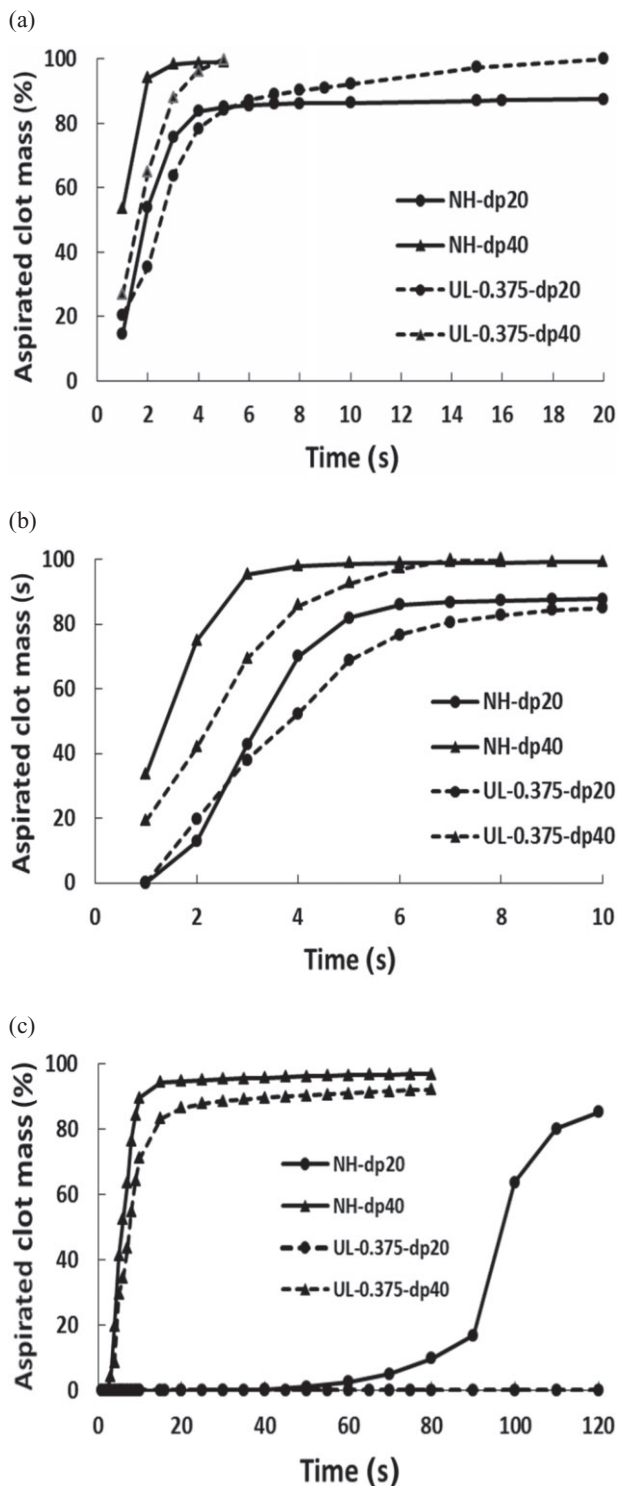 (a)
100
80
60
40
20
0
Aspirated clot mass (%)
NH-dp20
NH-dp40
UL-0.375-dp20
UL-0.375-dp40
0 2 4 6 8 10 12 14 16 18 20
Time (s)
(b)
100
80
60
40
20
0
Aspirated clot mass (s)
NH-dp20
NH-dp40
UL-0.375-dp20
UL-0.375-dp40
0 2 4 6 8 10
Time (s)
(c)
100
80
60
40
20
0
Aspirated clot mass (%)
NH-dp20
NH-dp40
UL-0.375-dp20
UL-0.375-dp40
0 20 40 60 80 100 120
Time (s)